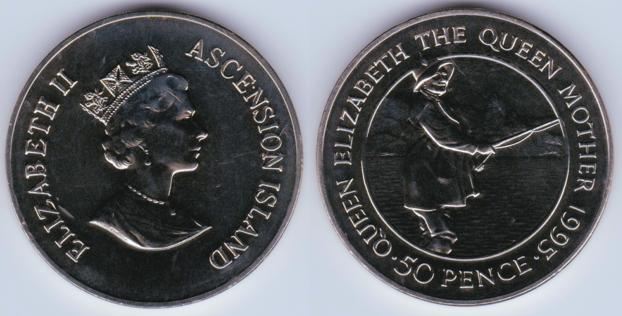 ELIZABETH II
ASCENSION ISLAND
QUEEN ELIZABETH THE QUEEN MOTHER 1995
· 50 PENCE ·